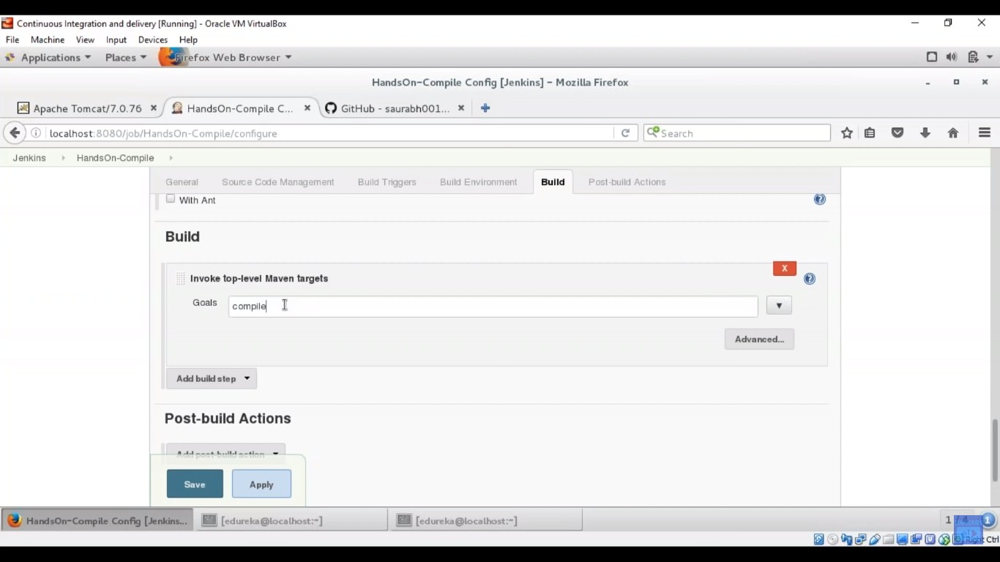 Continuous Integration and delivery [Running] - Oracle VM VirtualBox
File Machine View Input Devices Help
Applications Places Firefox Web Browser
HandsOn-Compile Config [Jenkins] - Mozilla Firefox
Apache Tomcat/7.0.76 HandsOn-Compile C... GitHub - saurabh001...
localhost:8080/job/HandsOn-Compile/configure Search
Jenkins HandsOn-Compile
General Source Code Management Build Triggers Build Environment Build Post-build Actions
With Ant
Build
X
Invoke top-level Maven targets
Goals compile
Advanced...
Add build step
Post-build Actions
Add post-build action
Save Apply
HandsOn-Compile Config [Jenkins... [edureka@localhost:~] [edureka@localhost:~] 1 / 4 1
Right Ctrl